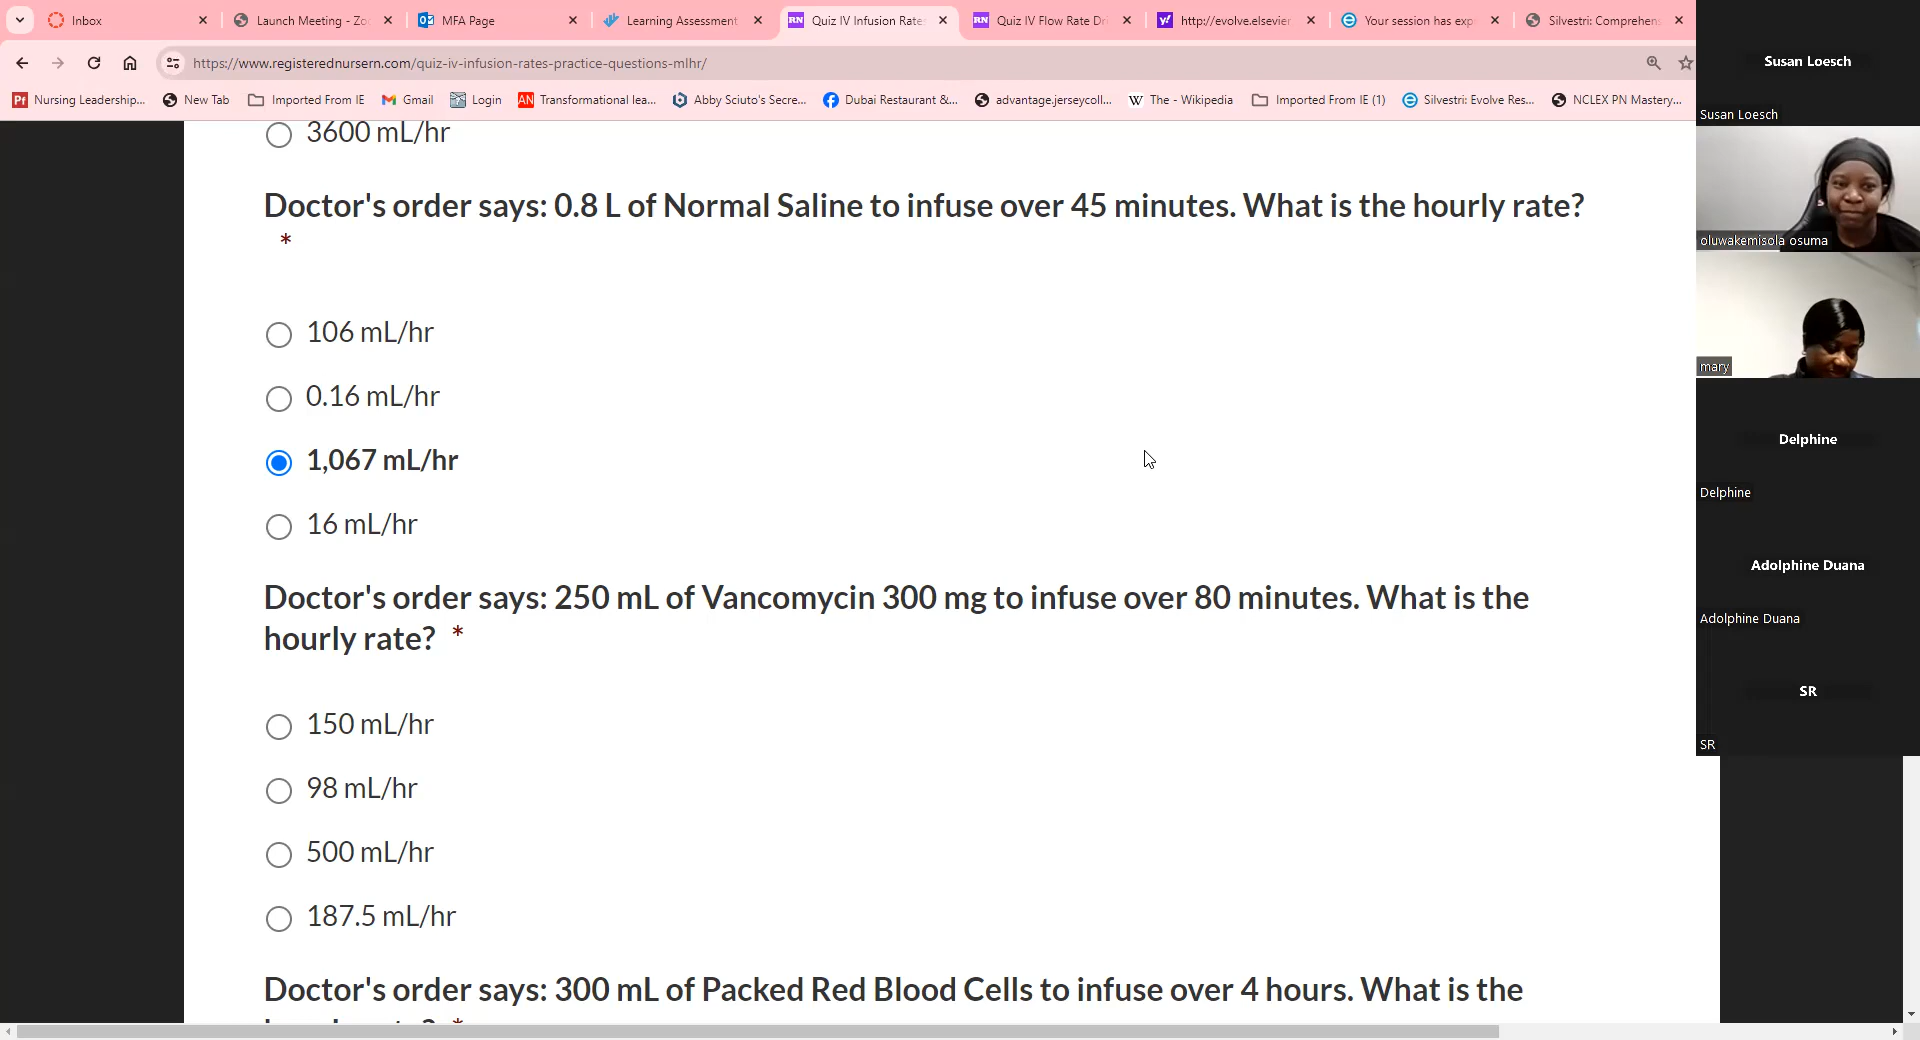 Inbox
Launch Meeting - Zo
MFA Page
Learning Assessment
RN
Quiz IV Infusion Rate
RN
Quiz IV Flow Rate Dri
y!
http://evolve.elsevier
Your session has exp
Silvestri: Comprehens
https://www.registerednursern.com/quiz-iv-infusion-rates-practice-questions-mlhr/
Pf Nursing Leadership...
New Tab
Imported From IE
Gmail
Login
AN Transformational lea...
Abby Sciuto's Secre...
Dubai Restaurant &...
advantage.jerseycoll...
W The - Wikipedia
Imported From IE (1)
Silvestri: Evolve Res...
NCLEX PN Mastery...
3600 mL/hr
Doctor's order says: 0.8 L of Normal Saline to infuse over 45 minutes. What is the hourly rate?
*
106 mL/hr
0.16 mL/hr
1,067 mL/hr
16 mL/hr
Doctor's order says: 250 mL of Vancomycin 300 mg to infuse over 80 minutes. What is the
hourly rate? *
150 mL/hr
98 mL/hr
500 mL/hr
187.5 mL/hr
Doctor's order says: 300 mL of Packed Red Blood Cells to infuse over 4 hours. What is the
Susan Loesch
Susan Loesch
oluwakemisola osuma
mary
Delphine
Delphine
Adolphine Duana
Adolphine Duana
SR
SR